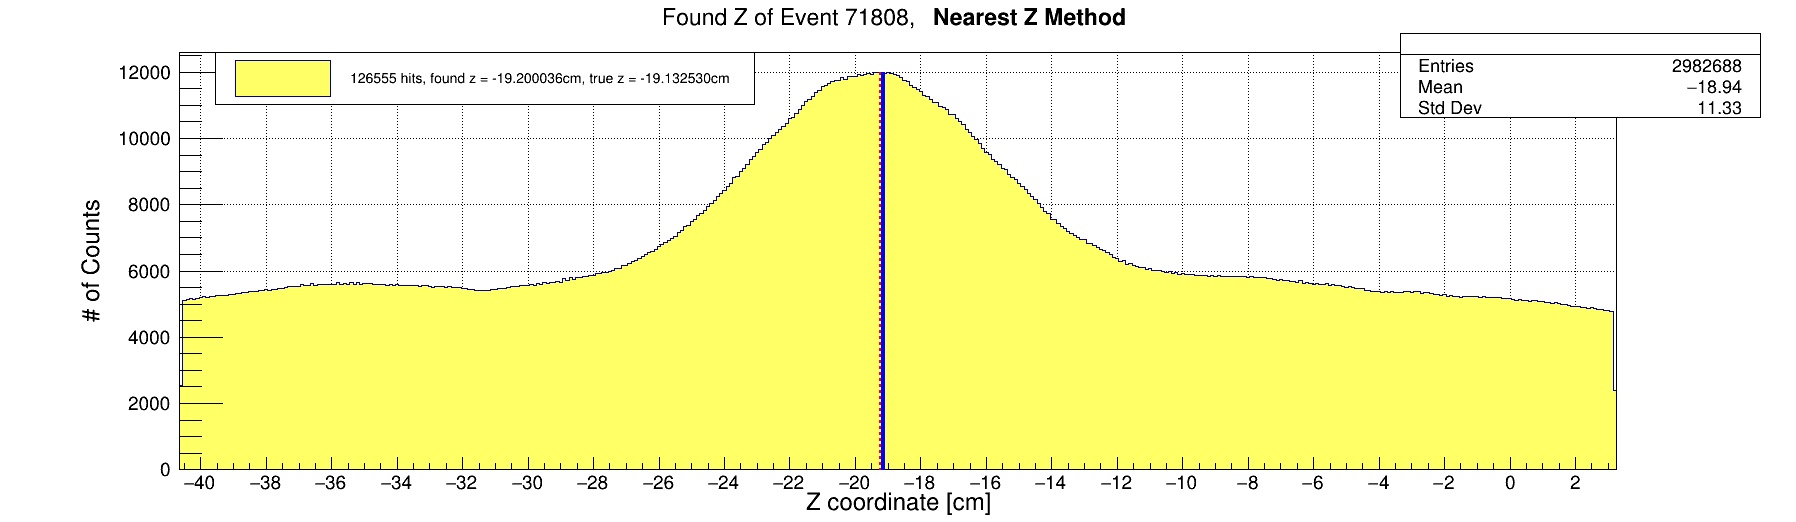 Found Z of Event 71808, Nearest Z Method
126555 hits, found z = -19.200036cm, true z = -19.132530cm
Entries 2982688
Mean −18.94
Std Dev 11.33
12000
10000
8000
6000
4000
2000
0
# of Counts
−40 −38 −36 −34 −32 −30 −28 −26 −24 −22 −20 −18 −16 −14 −12 −10 −8 −6 −4 −2 0 2
Z coordinate [cm]